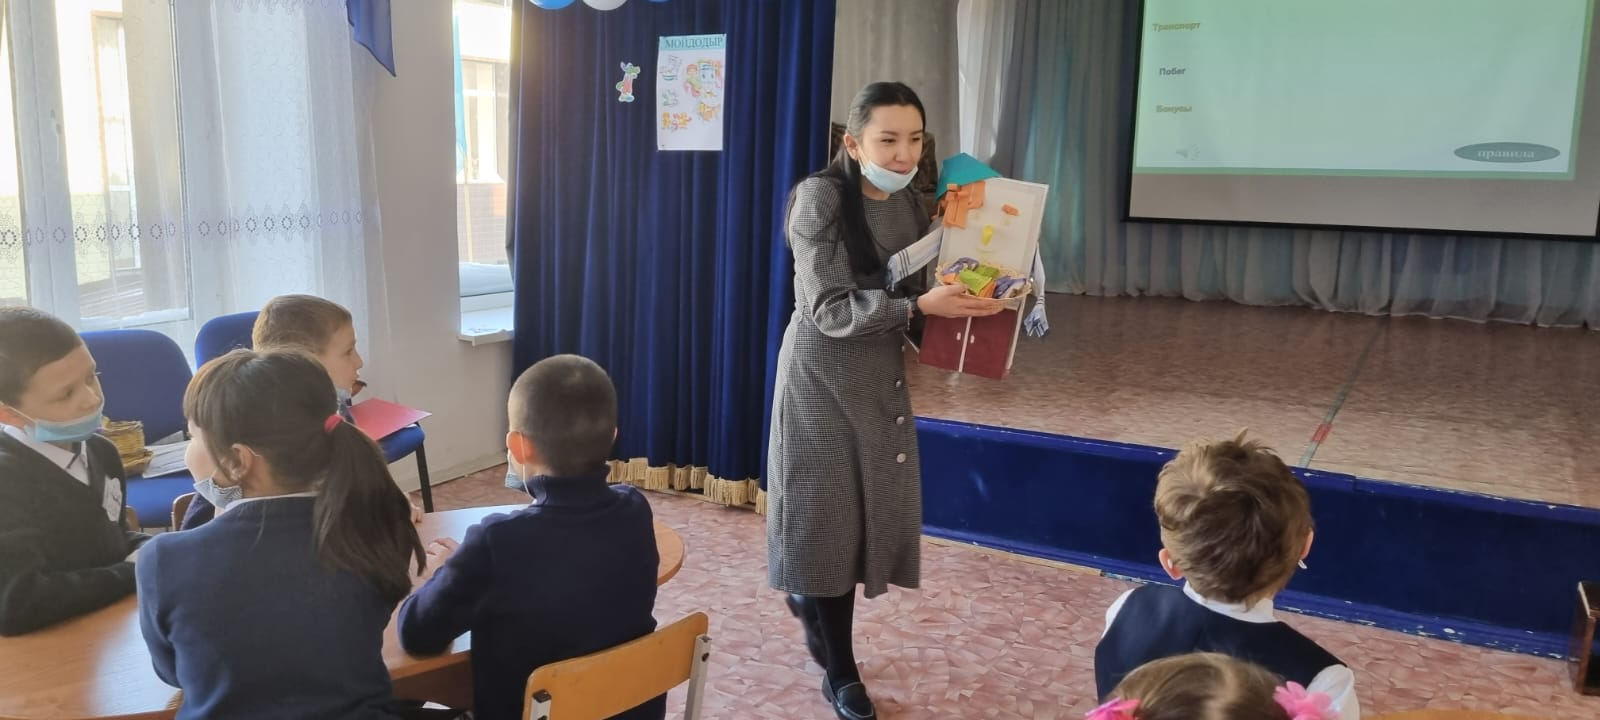 МОЙДОДЫР
Транспорт
Побег
Бонусы
правила